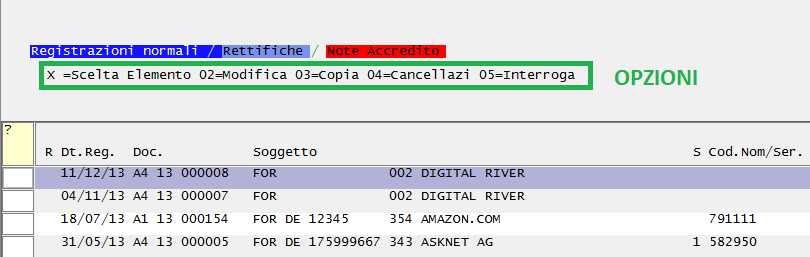 Registrazioni normali / Rettifiche / Note Accredito
X =Scelta Elemento 02=Modifica 03=Copia 04=Cancellazi 05=Interroga OPZIONI
?
R Dt.Reg. Doc. Soggetto S Cod.Nom/Ser.
11/12/13 A4 13 000008 FOR 002 DIGITAL RIVER
04/11/13 A4 13 000007 FOR 002 DIGITAL RIVER
18/07/13 A1 13 000154 FOR DE 12345 354 AMAZON.COM 791111
31/05/13 A4 13 000005 FOR DE 175999667 343 ASKNET AG 1 582950